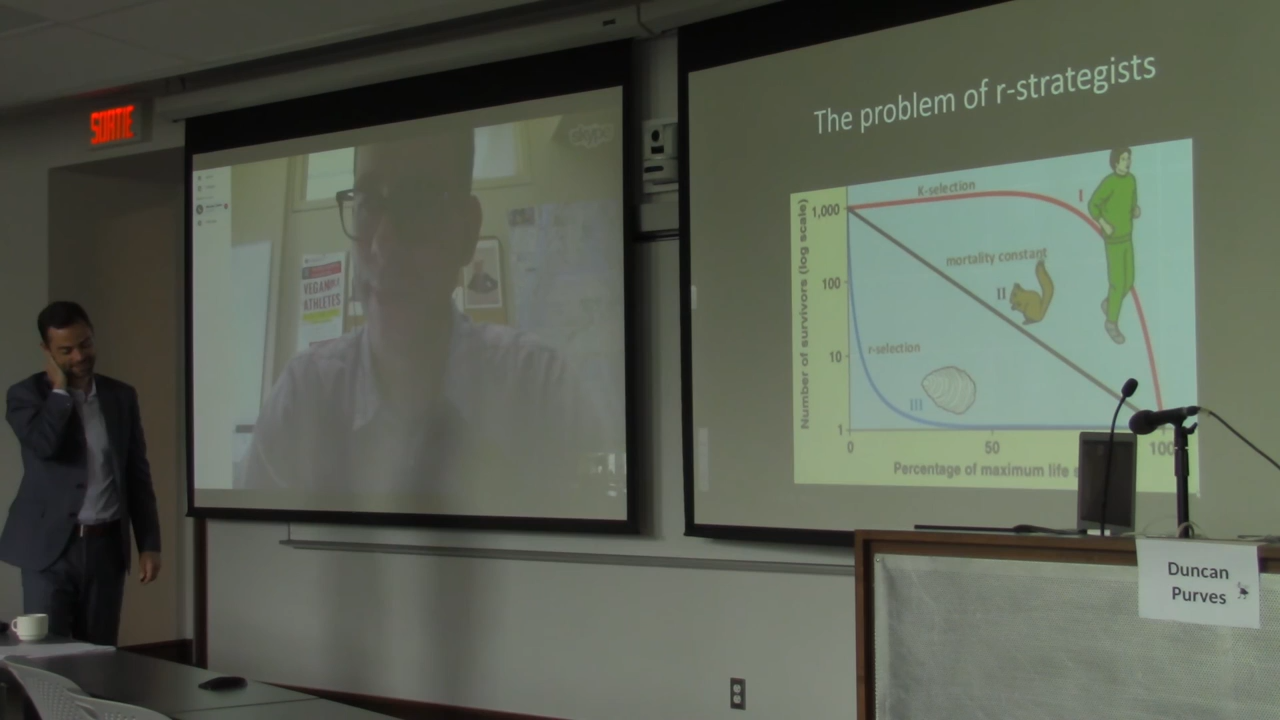 SORTIE
skype
VEGAN
ATHLETES
The problem of r-strategists
Number of survivors (log scale)
1,000
100
10
1
K-selection
I
mortality constant
II
r-selection
III
0
50
100
Percentage of maximum life
Duncan
Purves